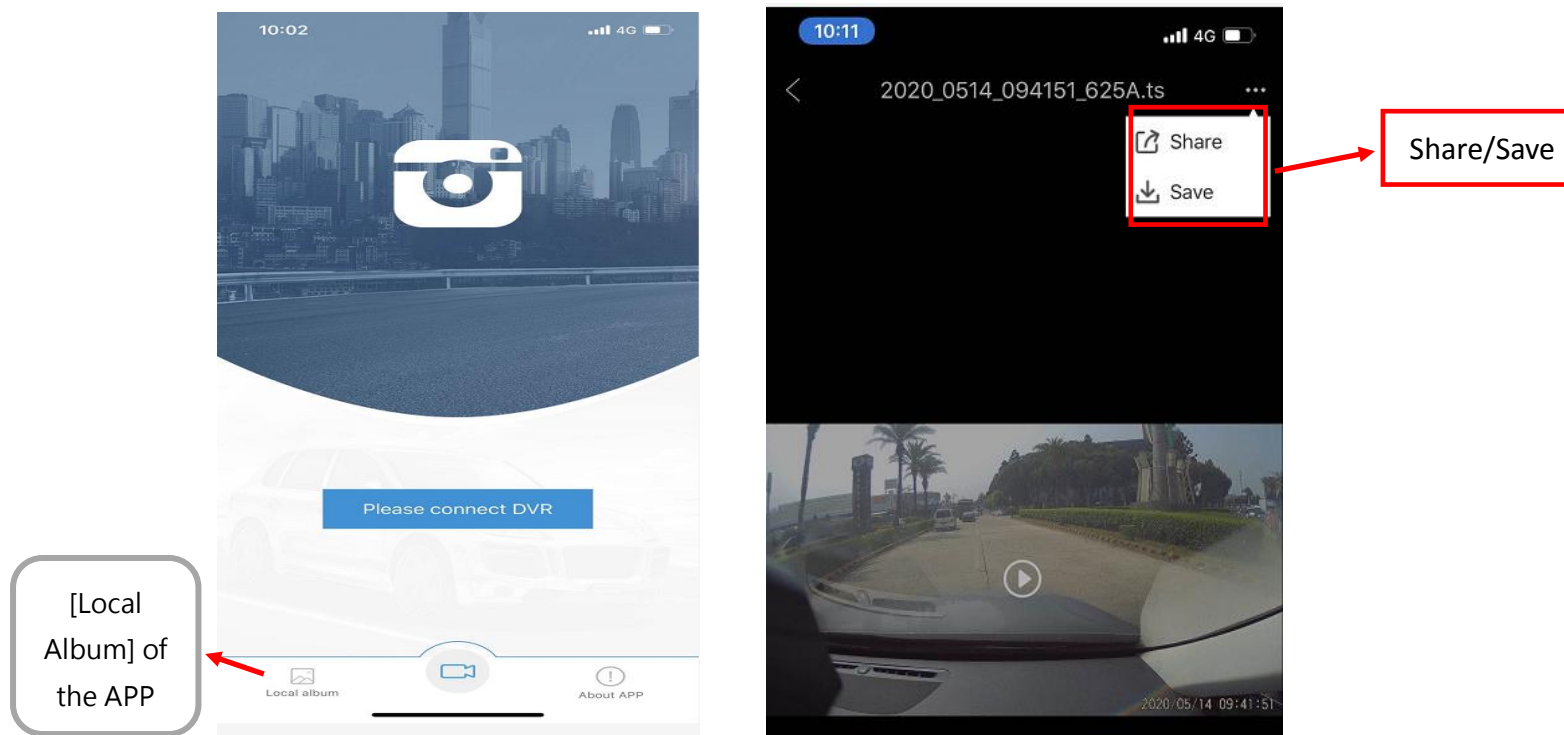 10:02
4G
Please connect DVR
Local album
About APP
[Local
Album] of
the APP
10:11
4G
2020_0514_094151_625A.ts
Share
Save
2020/05/14 09:41:51
Share/Save